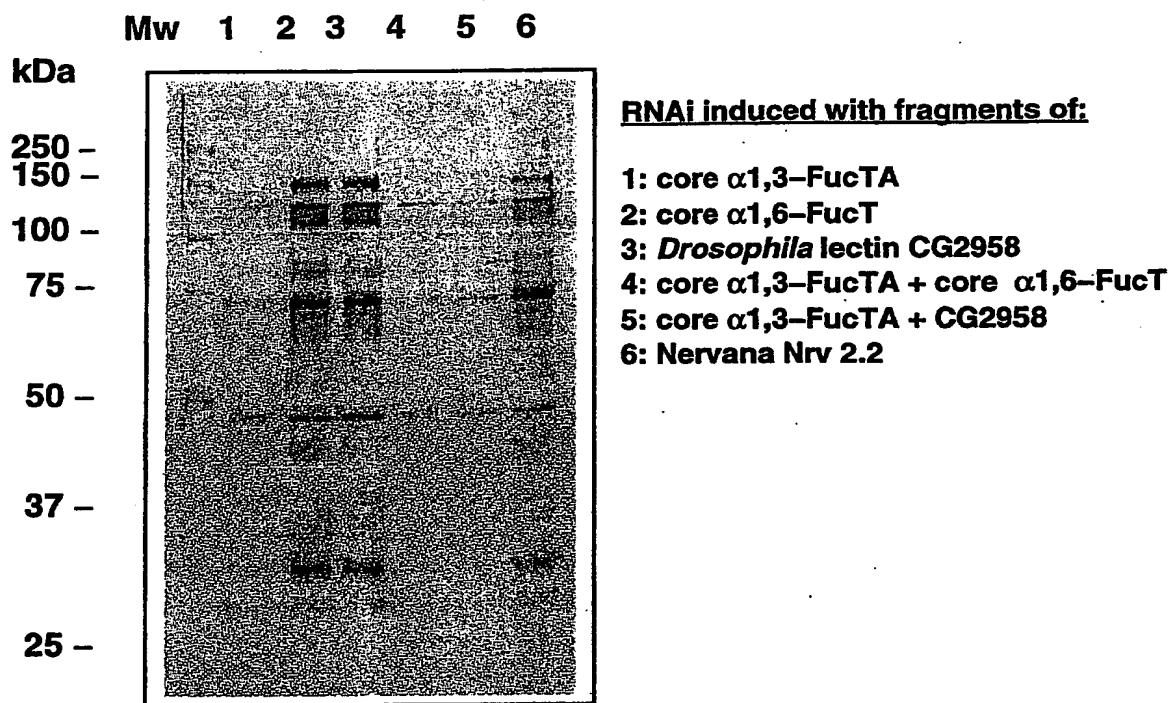 Mw 1 2 3 4 5 6
kDa
250 –
150 –
100 –
75 –
50 –
37 –
25 –
RNAi induced with fragments of:
1: core α1,3–FucTA
2: core α1,6–FucT
3: Drosophila lectin CG2958
4: core α1,3–FucTA + core α1,6–FucT
5: core α1,3–FucTA + CG2958
6: Nervana Nrv 2.2